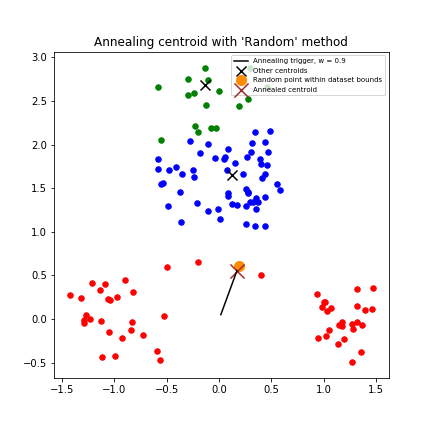 Annealing centroid with 'Random' method
Annealing trigger, w = 0.9
Other centroids
Random point within dataset bounds
Annealed centroid
3.0
2.5
2.0
1.5
1.0
0.5
0.0
−0.5
−1.5 −1.0 −0.5 0.0 0.5 1.0 1.5